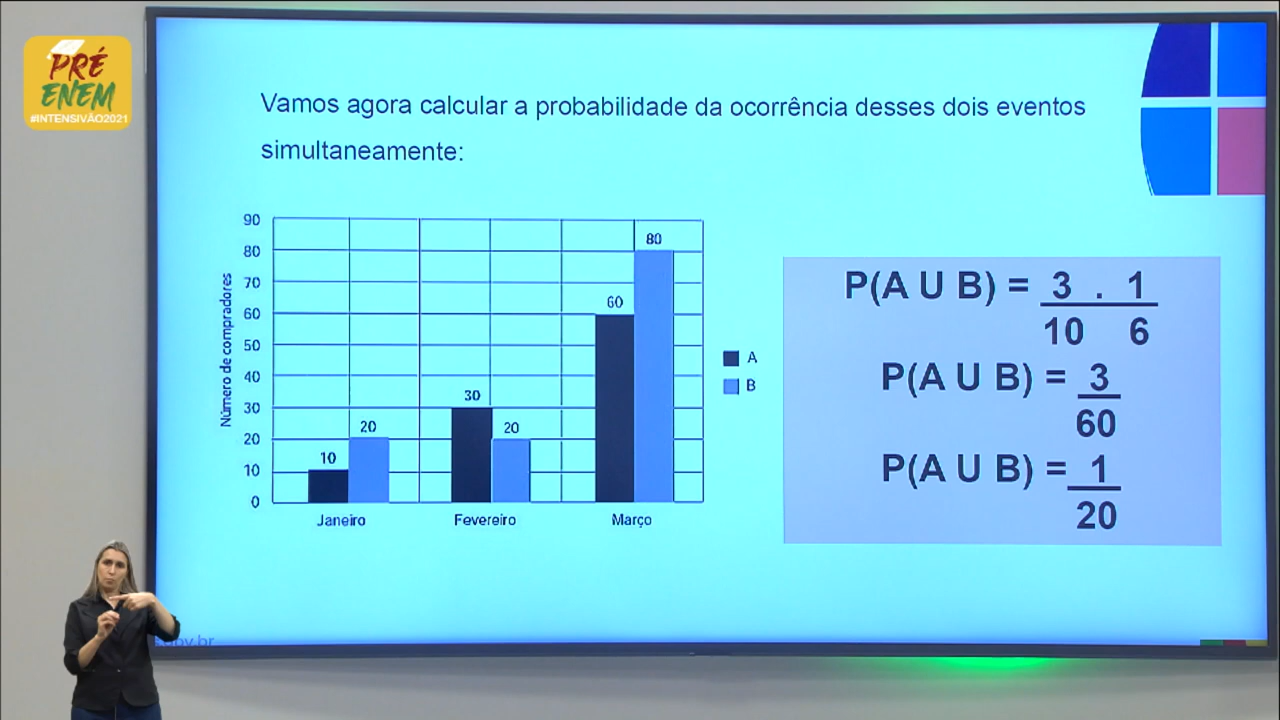 PRÉ
ENEM
#INTENSIVÃO2021
Vamos agora calcular a probabilidade da ocorrência desses dois eventos
simultaneamente:
90
80
70
60
50
40
30
20
10
0
Número de compradores
10
20
30
20
60
80
Janeiro
Fevereiro
Março
A
B
P(A U B) = 3 . 1
10 6
P(A U B) = 3
60
P(A U B) = 1
20